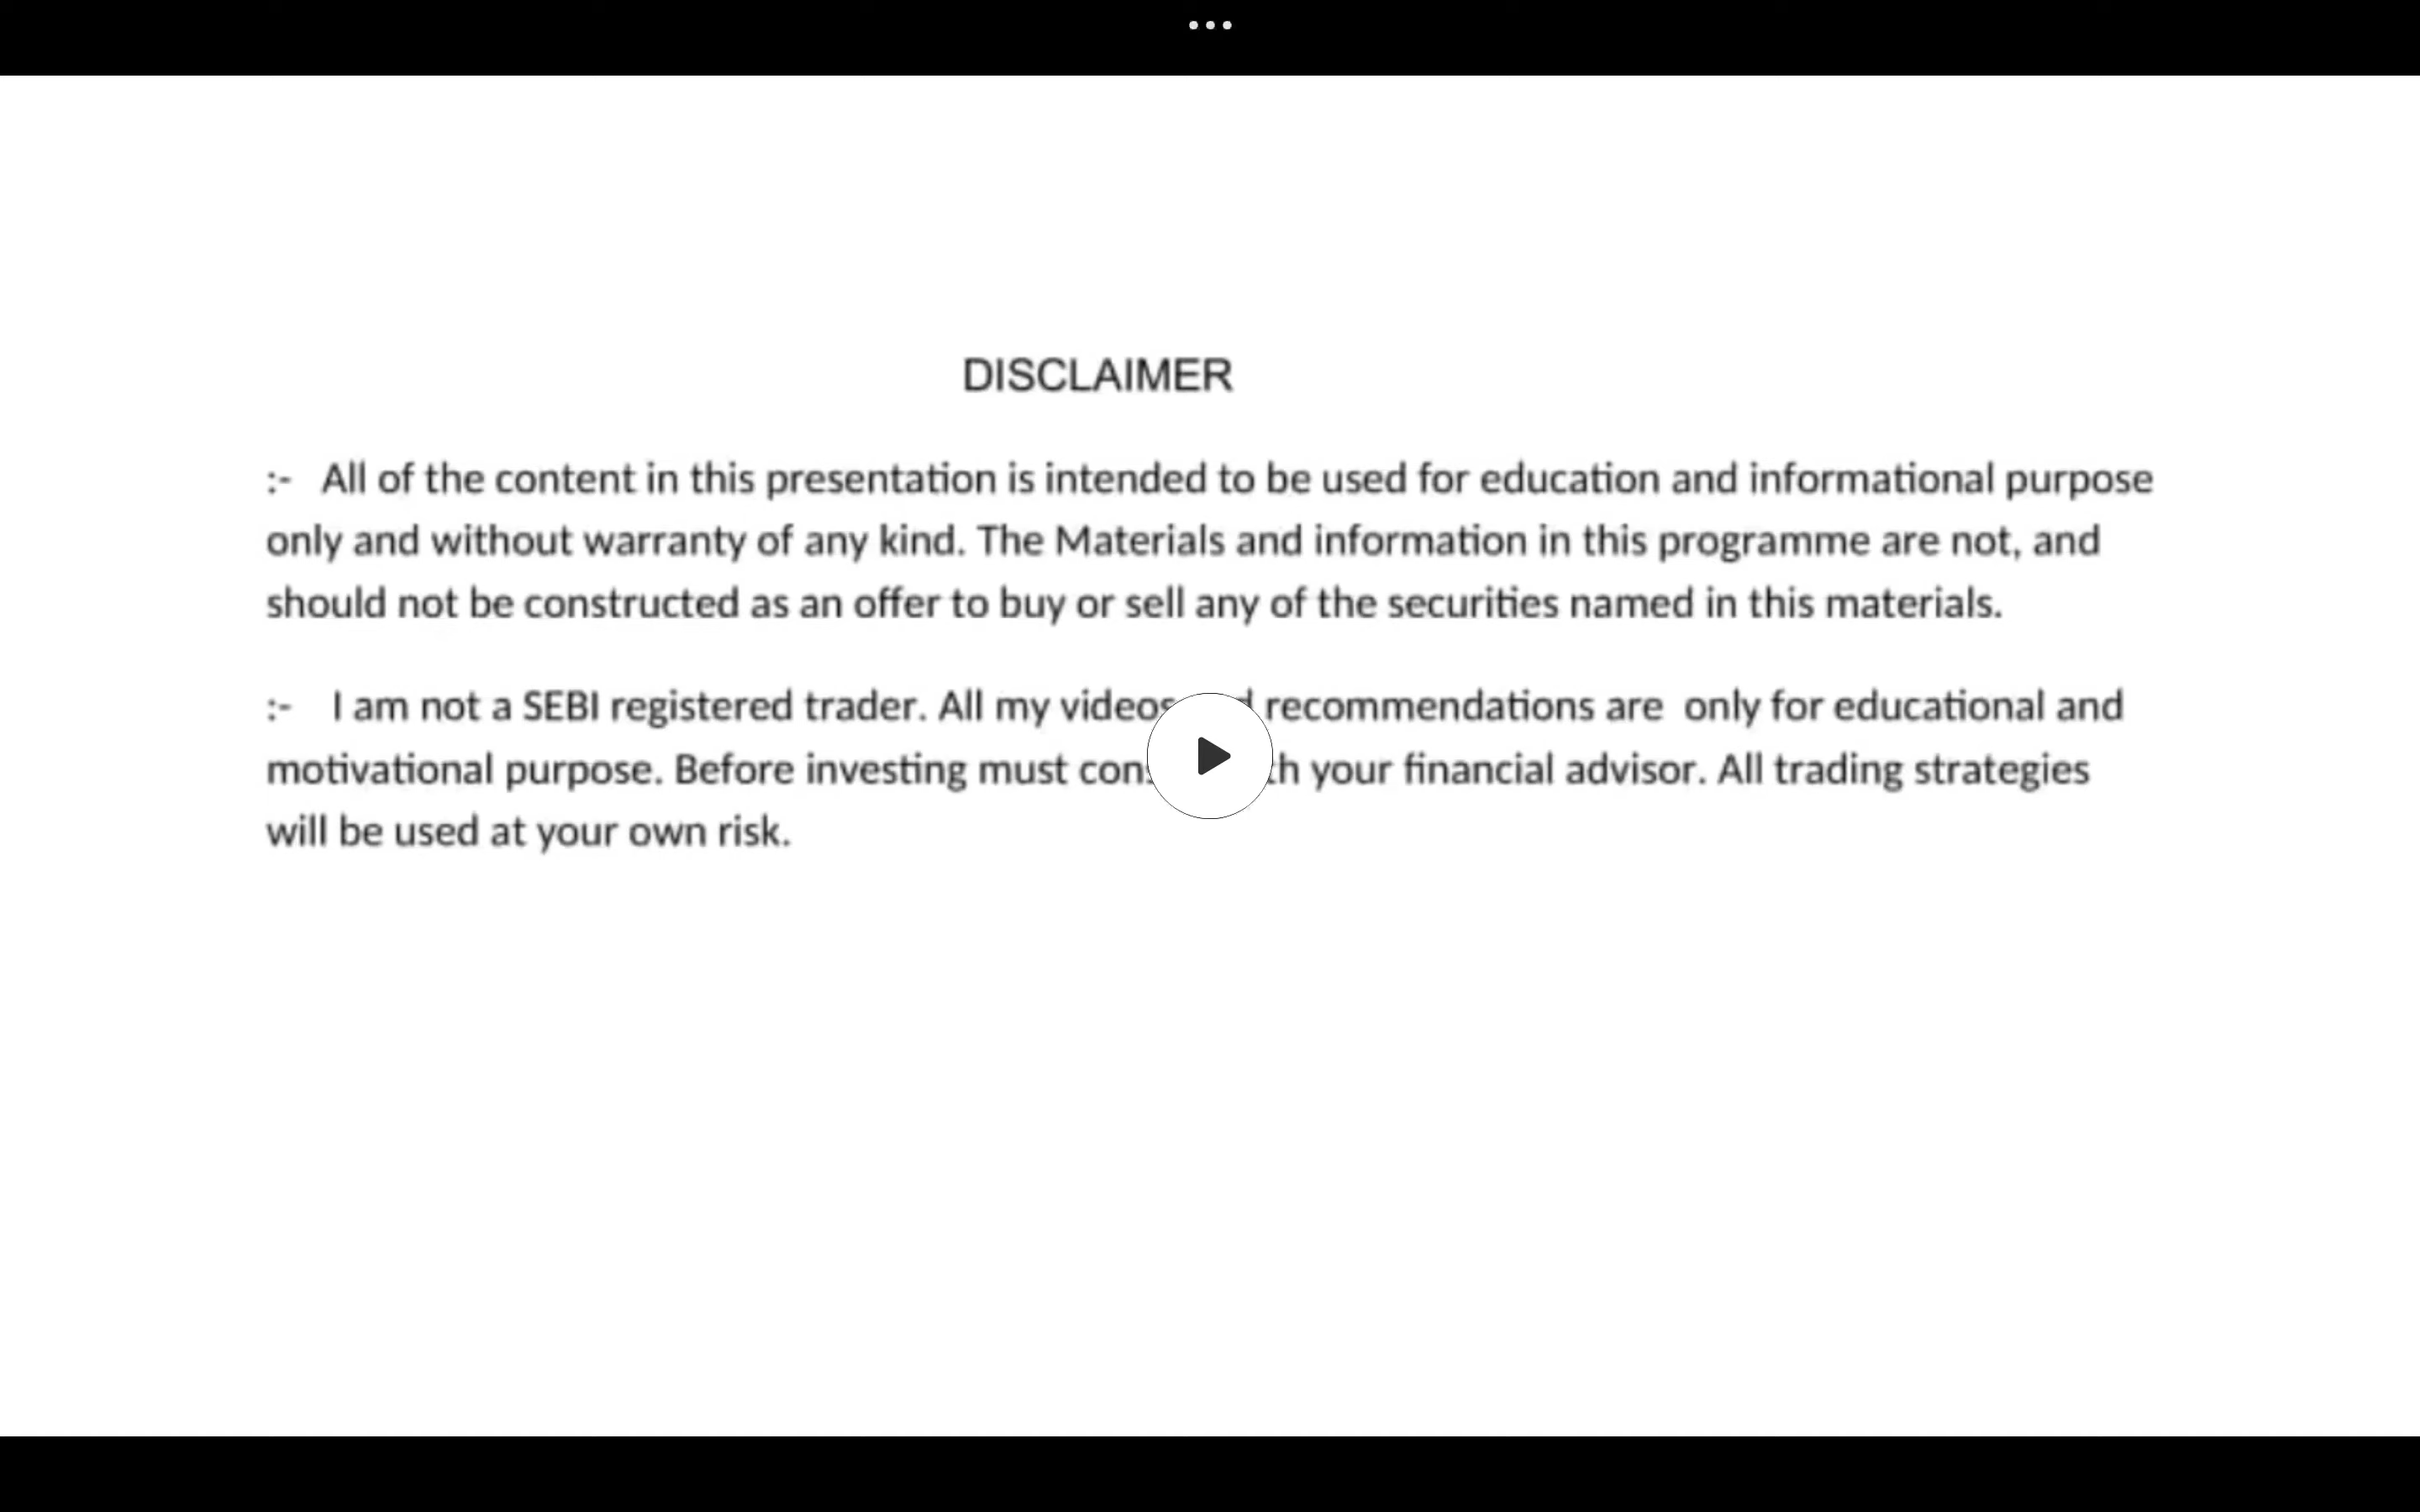 DISCLAIMER
:- All of the content in this presentation is intended to be used for education and informational purpose
only and without warranty of any kind. The Materials and information in this programme are not, and
should not be constructed as an offer to buy or sell any of the securities named in this materials.
:- I am not a SEBI registered trader. All my videos recommendations are only for educational and
motivational purpose. Before investing must your financial advisor. All trading strategies
will be used at your own risk.